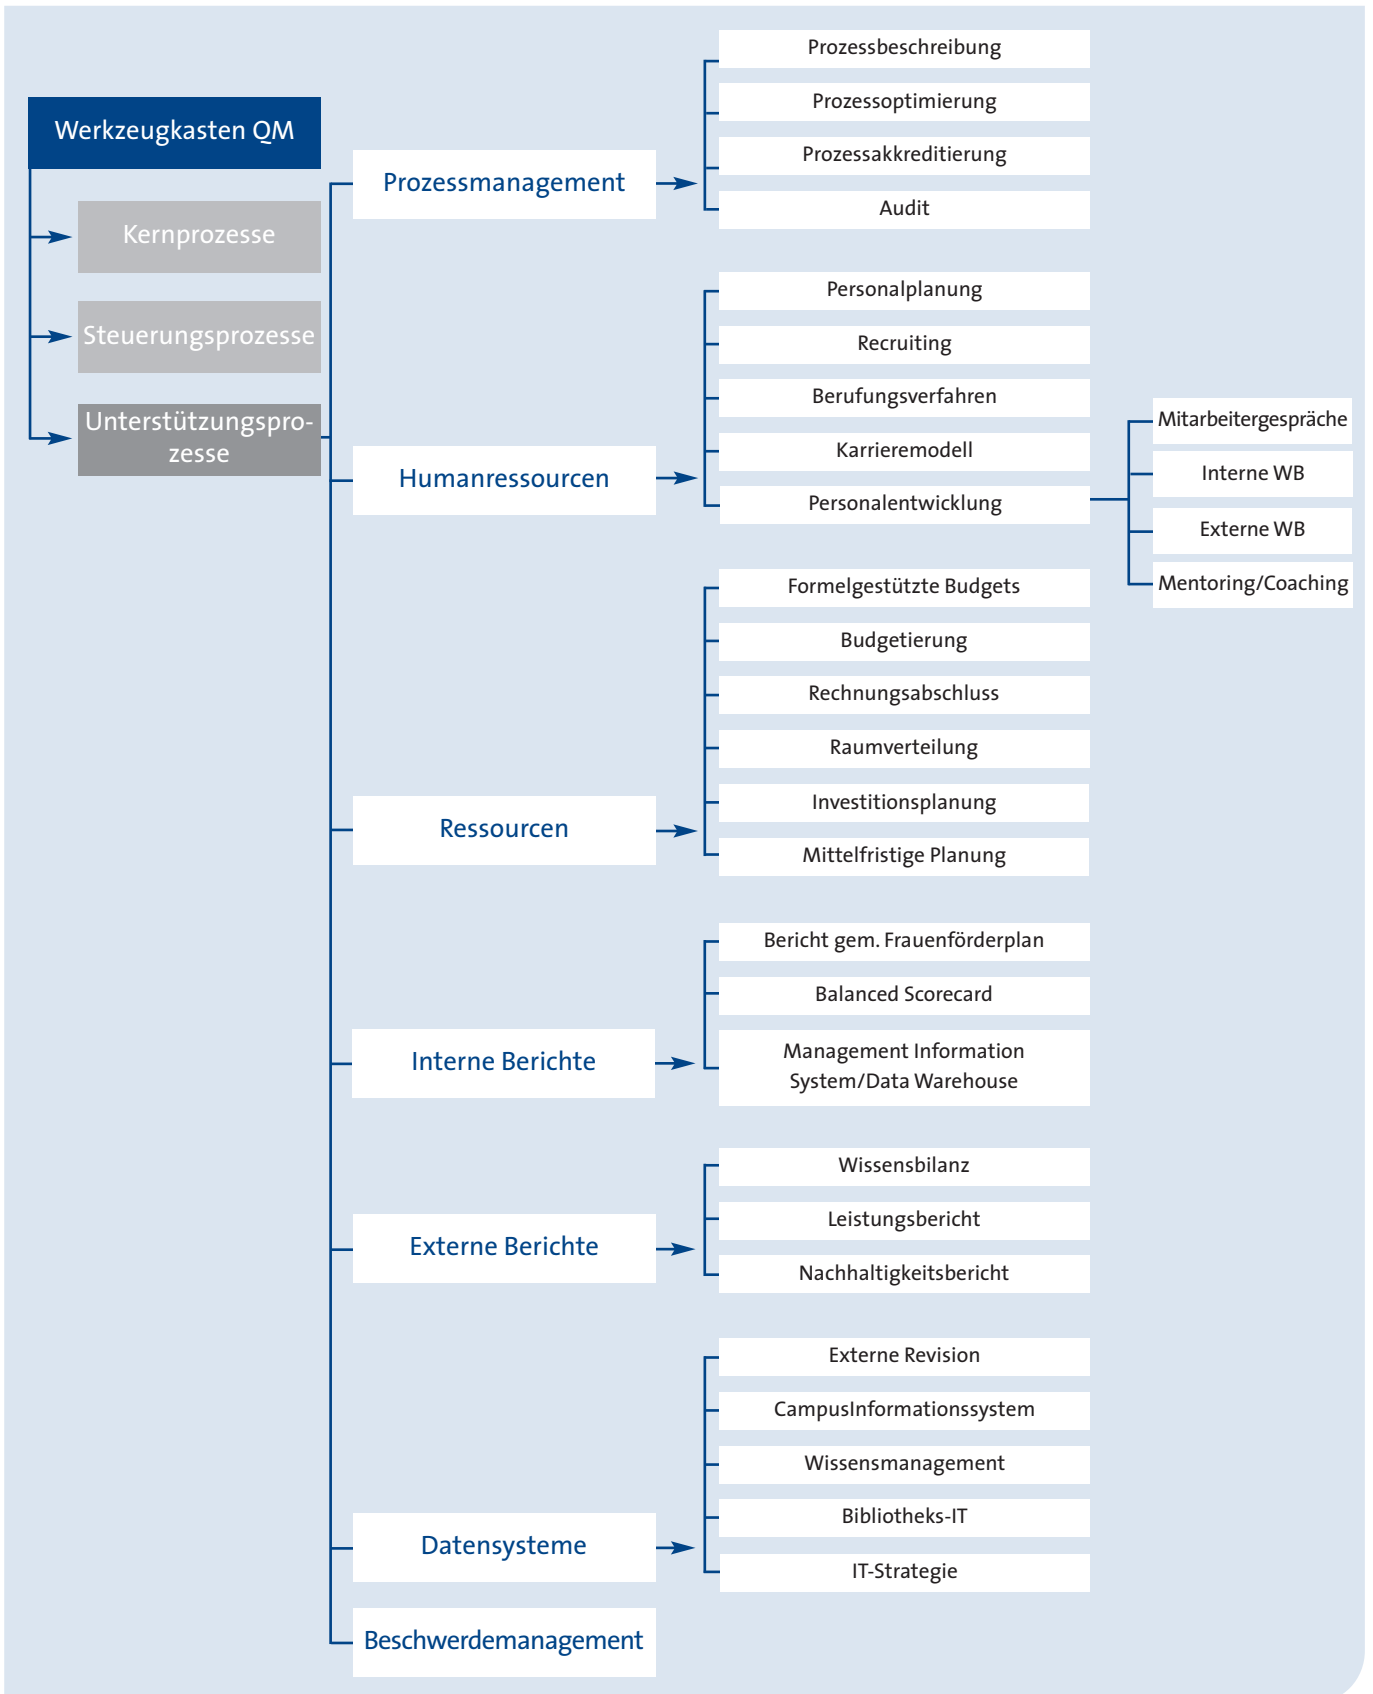 Werkzeugkasten QM
Kernprozesse
Steuerungsprozesse
Unterstützungspro-
zesse
Prozessmanagement
Prozessbeschreibung
Prozessoptimierung
Prozessakkreditierung
Audit
Humanressourcen
Personalplanung
Recruiting
Berufungsverfahren
Karrieremodell
Personalentwicklung
Mitarbeitergespräche
Interne WB
Externe WB
Mentoring/Coaching
Ressourcen
Formelgestützte Budgets
Budgetierung
Rechnungsabschluss
Raumverteilung
Investitionsplanung
Mittelfristige Planung
Interne Berichte
Bericht gem. Frauenförderplan
Balanced Scorecard
Management Information
System/Data Warehouse
Externe Berichte
Wissensbilanz
Leistungsbericht
Nachhaltigkeitsbericht
Datensysteme
Externe Revision
CampusInformationssystem
Wissensmanagement
Bibliotheks-IT
IT-Strategie
Beschwerdemanagement